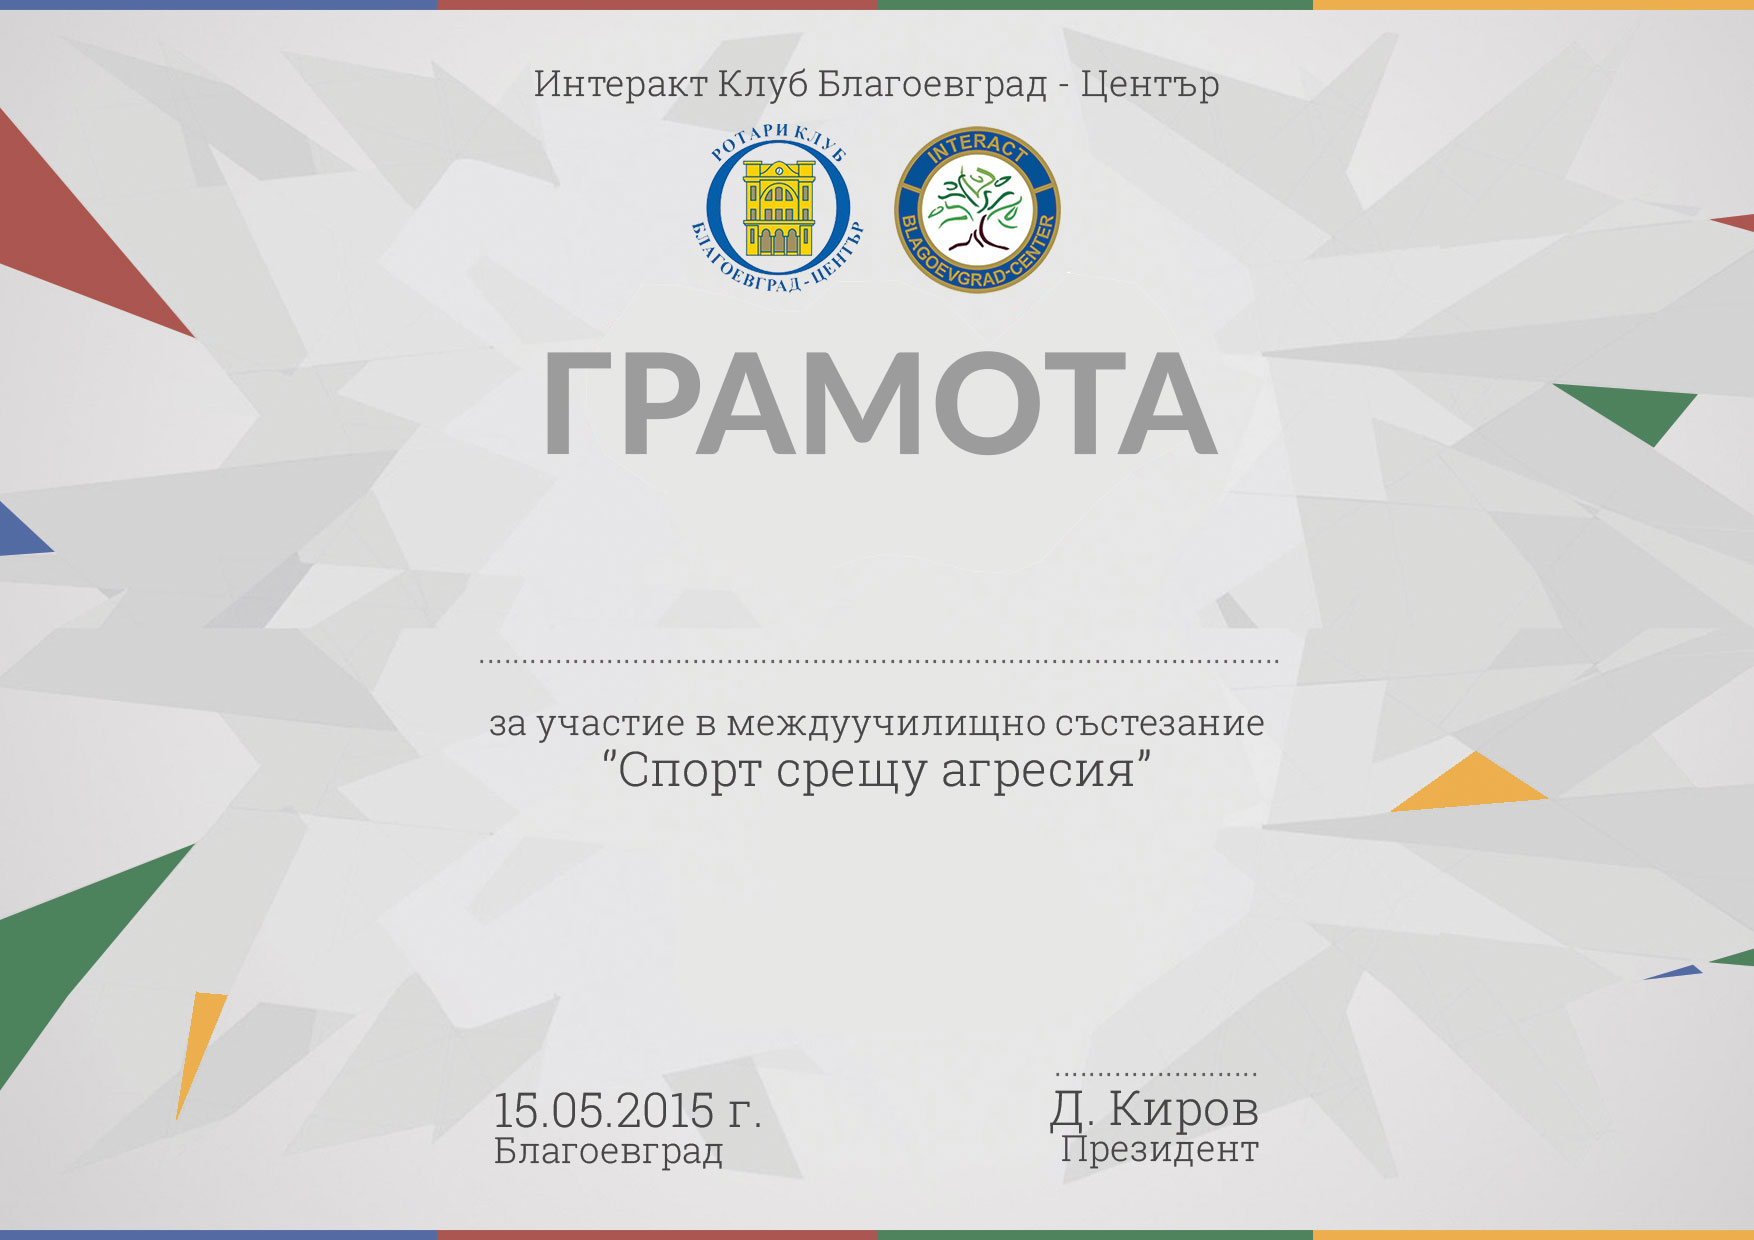 Интеракт Клуб Благоевград - Център
РОТАРИ КЛУБ
БЛАГОЕВГРАД - ЦЕНТЪР
INTERACT
BLAGOEVGRAD-CENTER
ГРАМОТА
за участие в междуучилищно състезание
‘’Спорт срещу агресия’’
15.05.2015 г.
Благоевград
Д. Киров
Президент